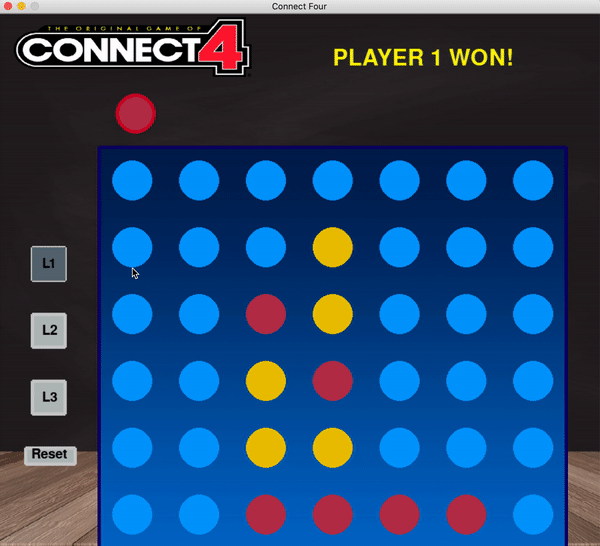 Connect Four
THE ORIGINAL GAME OF
CONNECT 4
PLAYER 1 WON!
L1
L2
L3
Reset